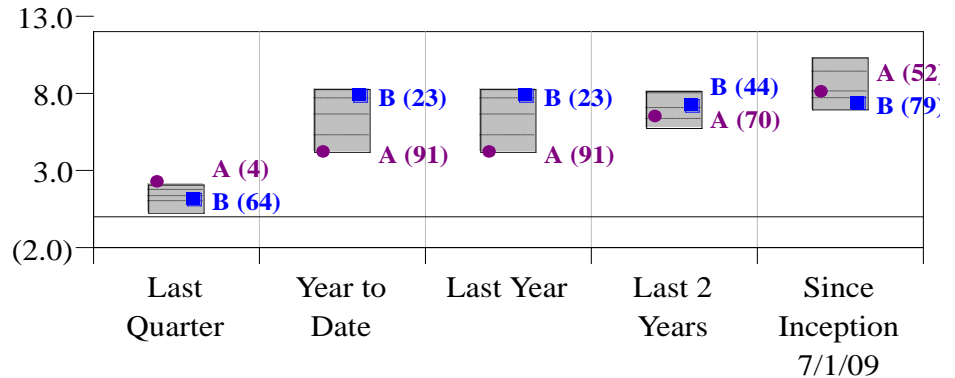 13.0
8.0
3.0
(2.0)
A (4)
B (64)
B (23)
A (91)
B (23)
A (91)
B (44)
A (70)
A (52)
B (79)
Last
Quarter
Year to
Date
Last Year
Last 2
Years
Since
Inception
7/1/09